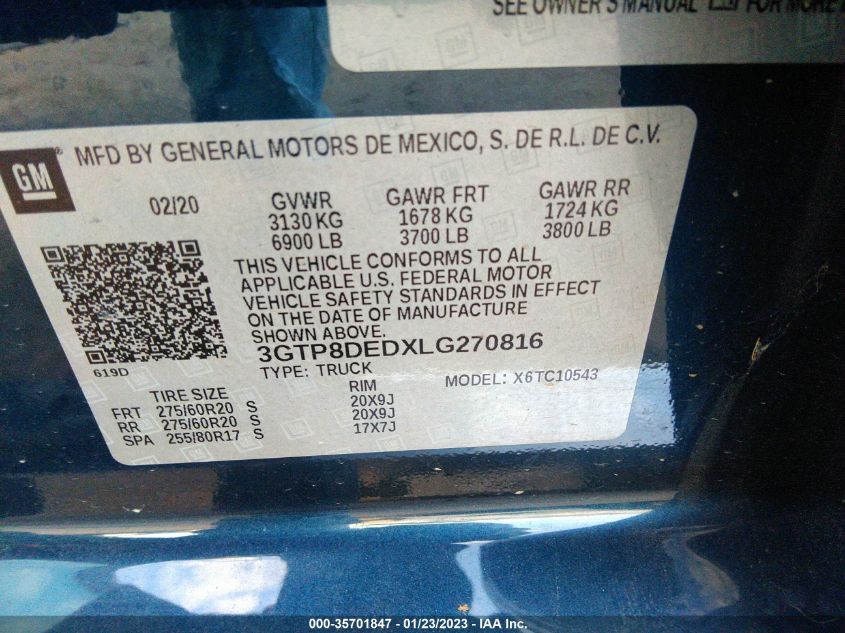 SEE OWNER'S MANUAL FOR MORE
GM
MFD BY GENERAL MOTORS DE MEXICO, S. DE R.L. DE C.V.
02/20 GVWR GAWR FRT GAWR RR
3130 KG 1678 KG 1724 KG
6900 LB 3700 LB 3800 LB
THIS VEHICLE CONFORMS TO ALL
APPLICABLE U.S. FEDERAL MOTOR
VEHICLE SAFETY STANDARDS IN EFFECT
ON THE DATE OF MANUFACTURE
SHOWN ABOVE.
3GTP8DEDXLG270816
619D TYPE: TRUCK MODEL: X6TC10543
TIRE SIZE RIM
FRT 275/60R20 S 20X9J
RR 275/60R20 S 20X9J
SPA 255/80R17 S 17X7J
000-35701847 01/23/2023 IAAI.com